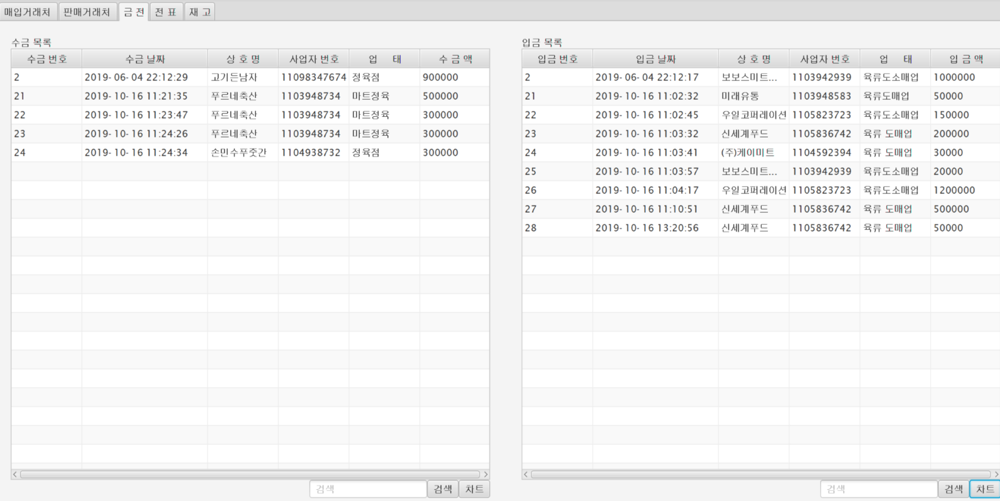 매입거래처 판매거래처 금 전 전 표 재 고
수금 목록
수금 번호 수금 날짜 상 호 명 사업자 번호 업 태 수 금 액
2 2019-06-04 22:12:29 고기든남자 11098347674 정육점 900000
21 2019-10-16 11:21:35 푸르네축산 1103948734 마트정육 500000
22 2019-10-16 11:23:47 푸르네축산 1103948734 마트정육 300000
23 2019-10-16 11:24:26 푸르네축산 1103948734 마트정육 300000
24 2019-10-16 11:24:34 손민수푸줏간 1104938732 정육점 300000
검색 검색 차트
입금 목록
입금 번호 입금 날짜 상 호 명 사업자 번호 업 태 입 금 액
2 2019-06-04 22:12:17 보보스미트... 1103942939 육류도소매업 1000000
21 2019-10-16 11:02:32 미래유통 1103948583 육류도매업 50000
22 2019-10-16 11:02:45 우일코퍼레이션 1105823723 육류도소매업 150000
23 2019-10-16 11:03:32 신세계푸드 1105836742 육류 도매업 200000
24 2019-10-16 11:03:41 (주)케이미트 1104592394 육류 도매업 30000
25 2019-10-16 11:03:57 보보스미트... 1103942939 육류도소매업 20000
26 2019-10-16 11:04:17 우일코퍼레이션 1105823723 육류도소매업 1200000
27 2019-10-16 11:10:51 신세계푸드 1105836742 육류 도매업 500000
28 2019-10-16 13:20:56 신세계푸드 1105836742 육류 도매업 50000
검색 검색 차트